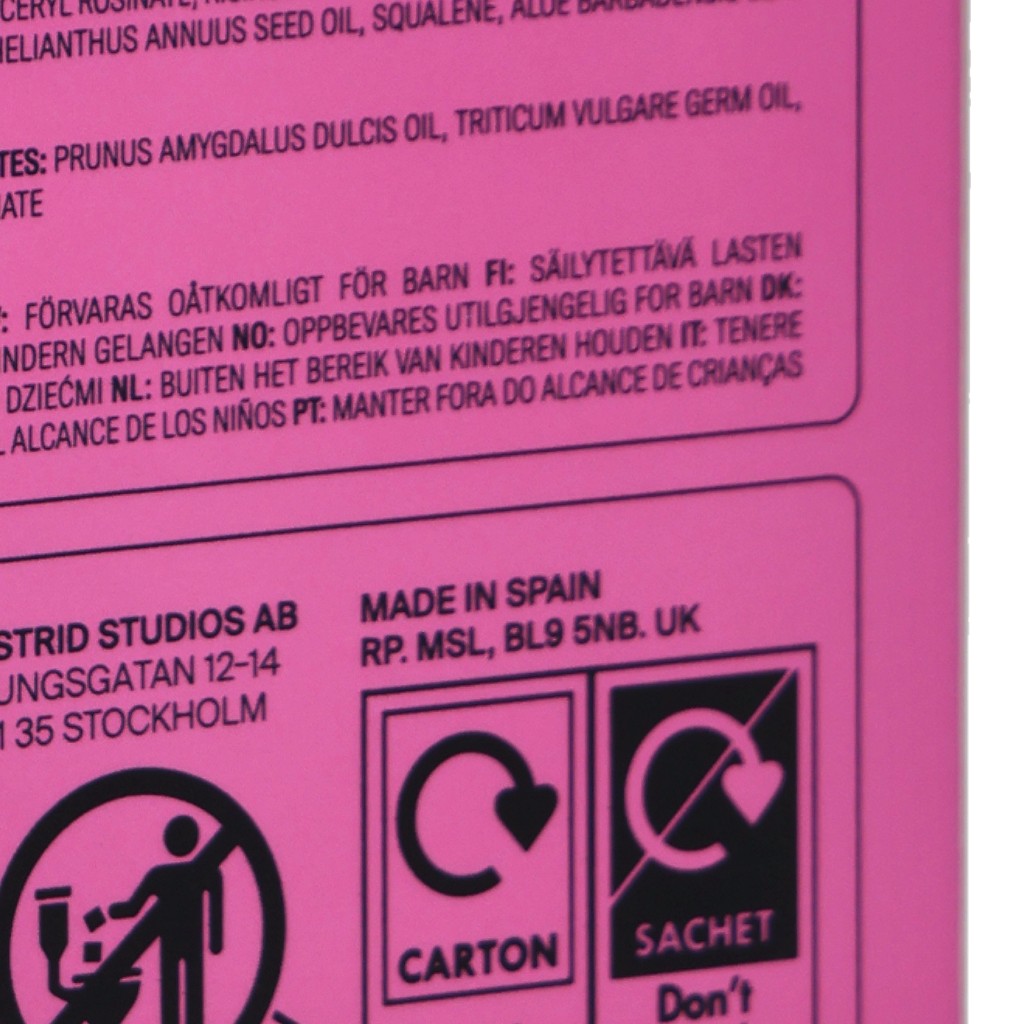 HELIANTHUS ANNUUS SEED OIL, SQUALENE, ALOE
TES: PRUNUS AMYGDALUS DULCIS OIL, TRITICUM VULGARE GERM OIL,
ATE
: FÖRVARAS OÅTKOMLIGT FÖR BARN FI: SÄILYTETTÄVÄ LASTEN
INDERN GELANGEN NO: OPPBEVARES UTILGJENGELIG FOR BARN DK:
DZIEĆMI NL: BUITEN HET BEREIK VAN KINDEREN HOUDEN IT: TENERE
ALCANCE DE LOS NIÑOS PT: MANTER FORA DO ALCANCE DE CRIANÇAS
STRID STUDIOS AB
UNGSGATAN 12–14
1 35 STOCKHOLM
MADE IN SPAIN
RP. MSL, BL9 5NB. UK
CARTON
SACHET
Don't